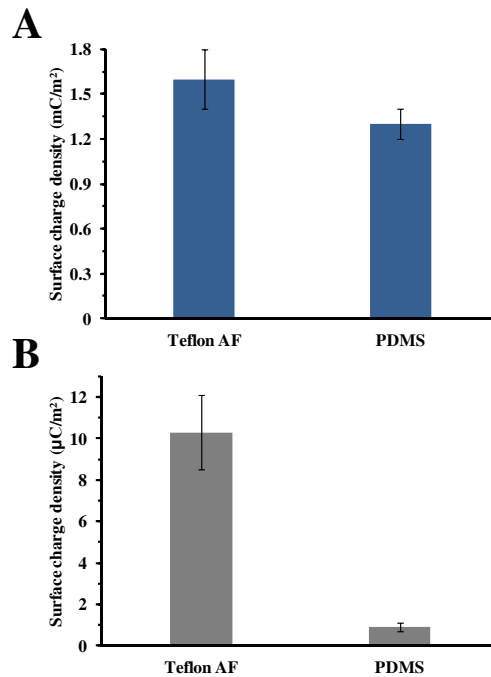 A
Surface charge density (mC/m²)
1.8
1.5
1.2
0.9
0.6
0.3
0
Teflon AF PDMS
B
Surface charge density (μC/m²)
12
10
8
6
4
2
0
Teflon AF PDMS